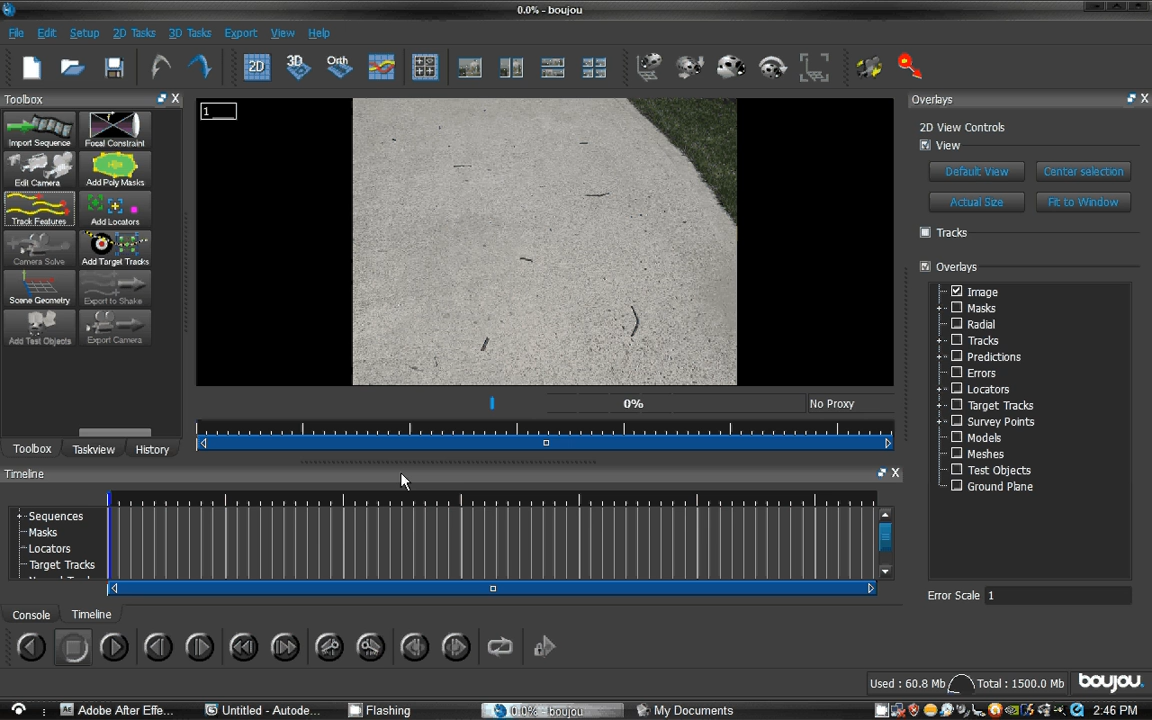 0.0% - boujou
File Edit Setup 2D Tasks 3D Tasks Export View Help
2D 3D Orth
Toolbox
Import Sequence Focal Constraint
Edit Camera Add Poly Masks
Track Features Add Locators
Camera Solve Add Target Tracks
Scene Geometry Export to Shake
Add Test Objects Export Camera
Toolbox Taskview History
1
0% No Proxy
Overlays
2D View Controls
View
Default View Center selection
Actual Size Fit to Window
Tracks
Overlays
Image
Masks
Radial
Tracks
Predictions
Errors
Locators
Target Tracks
Survey Points
Models
Meshes
Test Objects
Ground Plane
Error Scale 1
Timeline
Sequences
Masks
Locators
Target Tracks
Console Timeline
Used : 60.8 Mb Total : 1500.0 Mb boujou.
Adobe After Effe... Untitled - Autode... Flashing 0.0% - boujou My Documents 2:46 PM